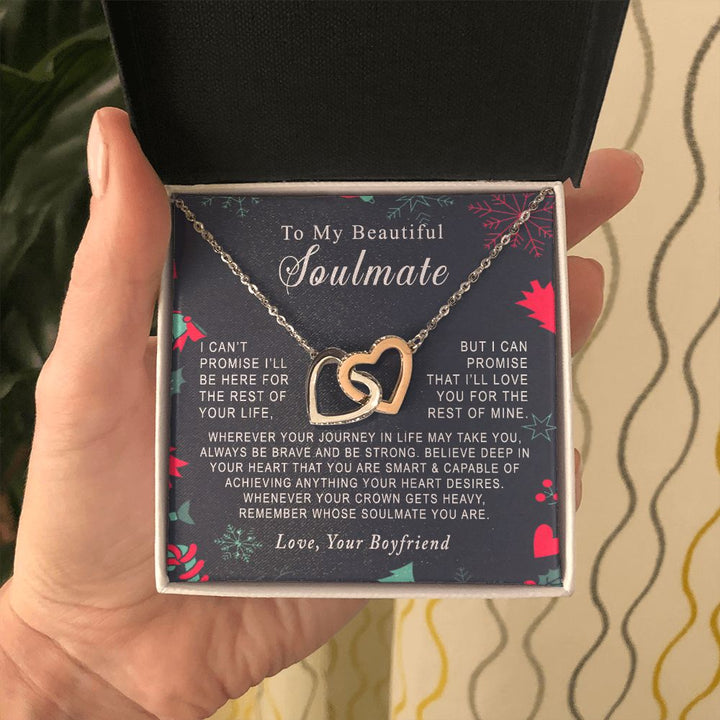 To My Beautiful
Soulmate
I CAN'T
PROMISE I'LL
BE HERE FOR
THE REST OF
YOUR LIFE,
BUT I CAN
PROMISE
THAT I'LL LOVE
YOU FOR THE
REST OF MINE.
WHEREVER YOUR JOURNEY IN LIFE MAY TAKE YOU,
ALWAYS BE BRAVE AND BE STRONG. BELIEVE DEEP IN
YOUR HEART THAT YOU ARE SMART & CAPABLE OF
ACHIEVING ANYTHING YOUR HEART DESIRES.
WHENEVER YOUR CROWN GETS HEAVY,
REMEMBER WHOSE SOULMATE YOU ARE.
Love, Your Boyfriend